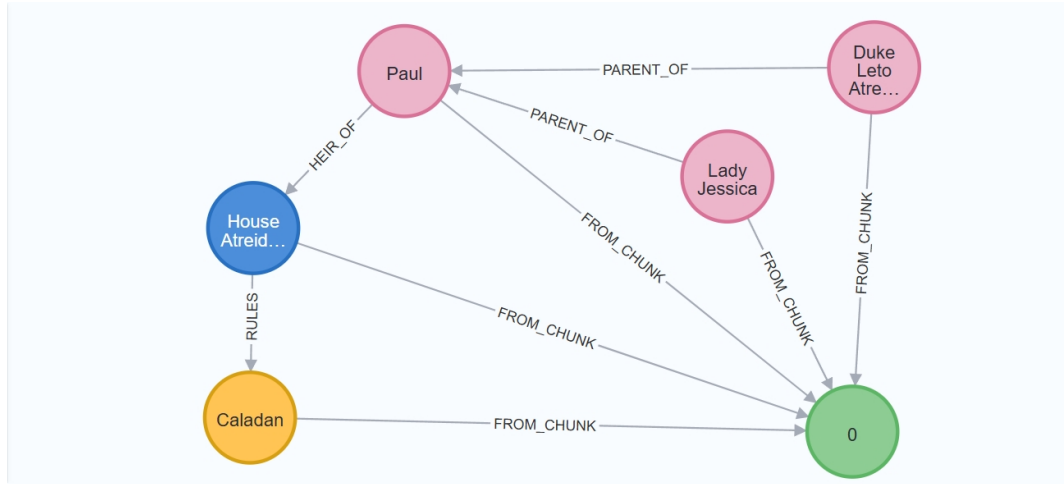 Paul
PARENT_OF
Duke
Leto
Atre…
PARENT_OF
Lady
Jessica
HEIR_OF
House
Atreid…
FROM_CHUNK
FROM_CHUNK
FROM_CHUNK
RULES
FROM_CHUNK
Caladan
FROM_CHUNK
0